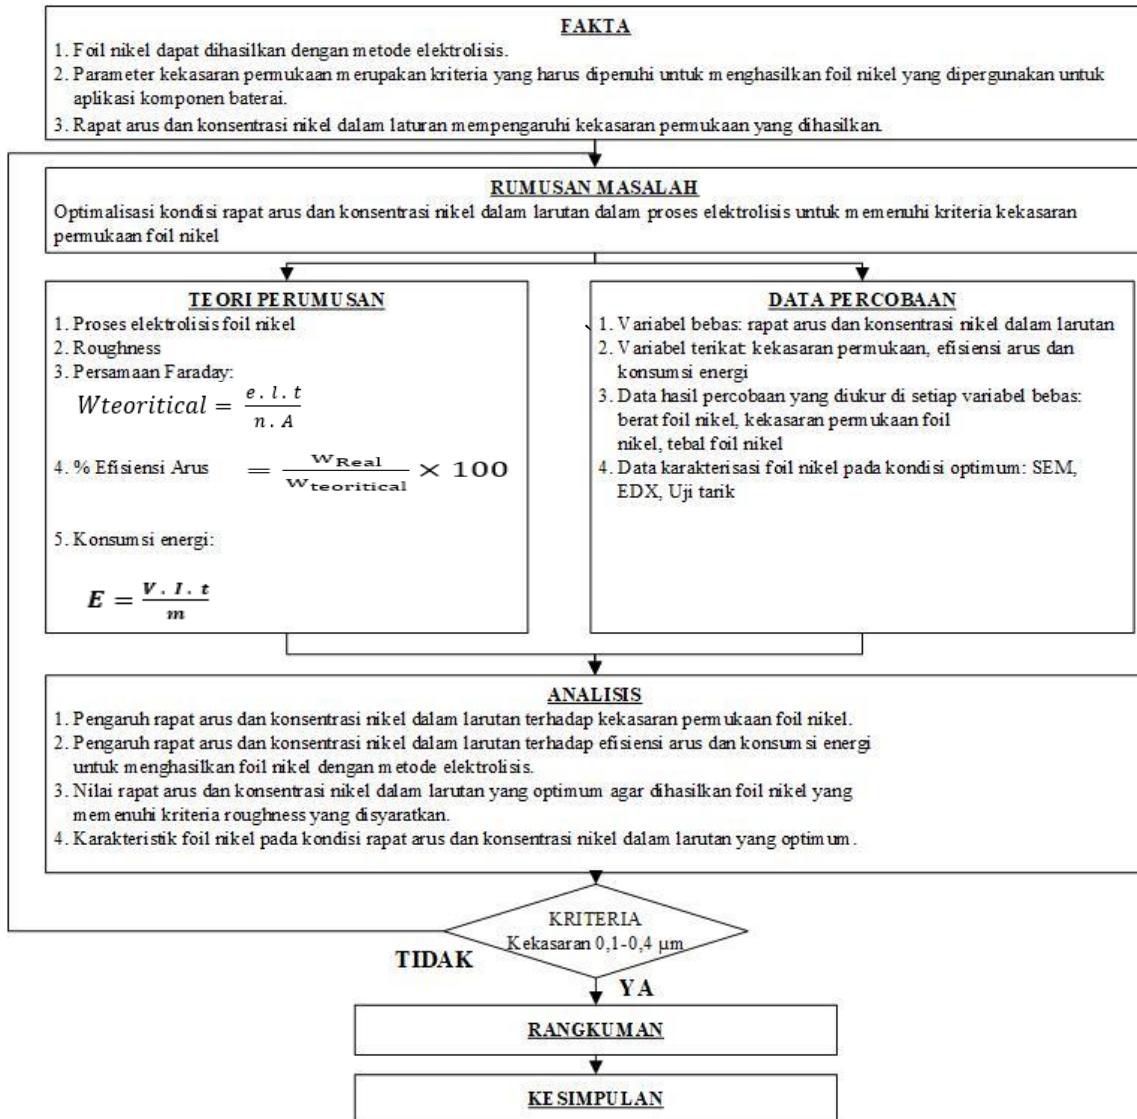 FAKTA
1. Foil nikel dapat dihasilkan dengan metode elektrolisis.
2. Parameter kekasaran permukaan merupakan kriteria yang harus dipenuhi untuk menghasilkan foil nikel yang dipergunakan untuk
aplikasi komponen baterai.
3. Rapat arus dan konsentrasi nikel dalam laturan mempengaruhi kekasaran permukaan yang dihasilkan.
RUMUSAN MASALAH
Optimalisasi kondisi rapat arus dan konsentrasi nikel dalam larutan dalam proses elektrolisis untuk memenuhi kriteria kekasaran
permukaan foil nikel
TEORI PERUMUSAN
1. Proses elektrolisis foil nikel
2. Roughness
3. Persamaan Faraday:
Wteoritical = e . l . t / n . A
4. % Efisiensi Arus = WReal / Wteoritical × 100
5. Konsumsi energi:
E = V . I . t / m
DATA PERCOBAAN
1. Variabel bebas: rapat arus dan konsentrasi nikel dalam larutan
2. Variabel terikat: kekasaran permukaan, efisiensi arus dan
konsumsi energi
3. Data hasil percobaan yang diukur di setiap variabel bebas:
berat foil nikel, kekasaran permukaan foil
nikel, tebal foil nikel
4. Data karakterisasi foil nikel pada kondisi optimum: SEM,
EDX, Uji tarik
ANALISIS
1. Pengaruh rapat arus dan konsentrasi nikel dalam larutan terhadap kekasaran permukaan foil nikel.
2. Pengaruh rapat arus dan konsentrasi nikel dalam larutan terhadap efisiensi arus dan konsumsi energi
untuk menghasilkan foil nikel dengan metode elektrolisis.
3. Nilai rapat arus dan konsentrasi nikel dalam larutan yang optimum agar dihasilkan foil nikel yang
memenuhi kriteria roughness yang disyaratkan.
4. Karakteristik foil nikel pada kondisi rapat arus dan konsentrasi nikel dalam larutan yang optimum.
KRITERIA
Kekasaran 0,1-0,4 µm
TIDAK
YA
RANGKUMAN
KESIMPULAN